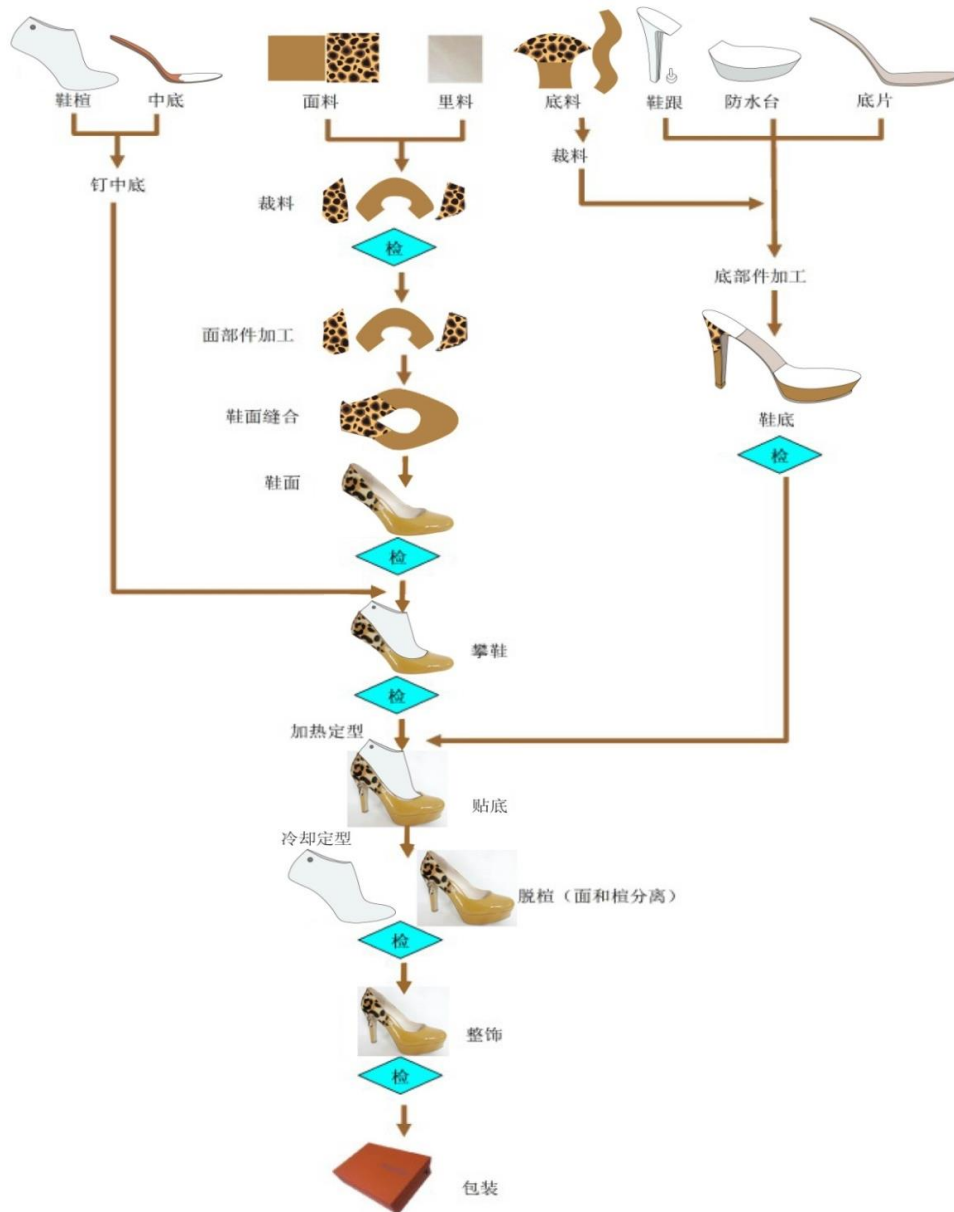 鞋楦
中底
面料
里料
底料
鞋跟
防水台
底片
裁料
钉中底
裁料
检
底部件加工
面部件加工
鞋面缝合
鞋底
检
鞋面
检
攀鞋
检
加热定型
贴底
冷却定型
脱楦（面和楦分离）
检
整饰
检
包装